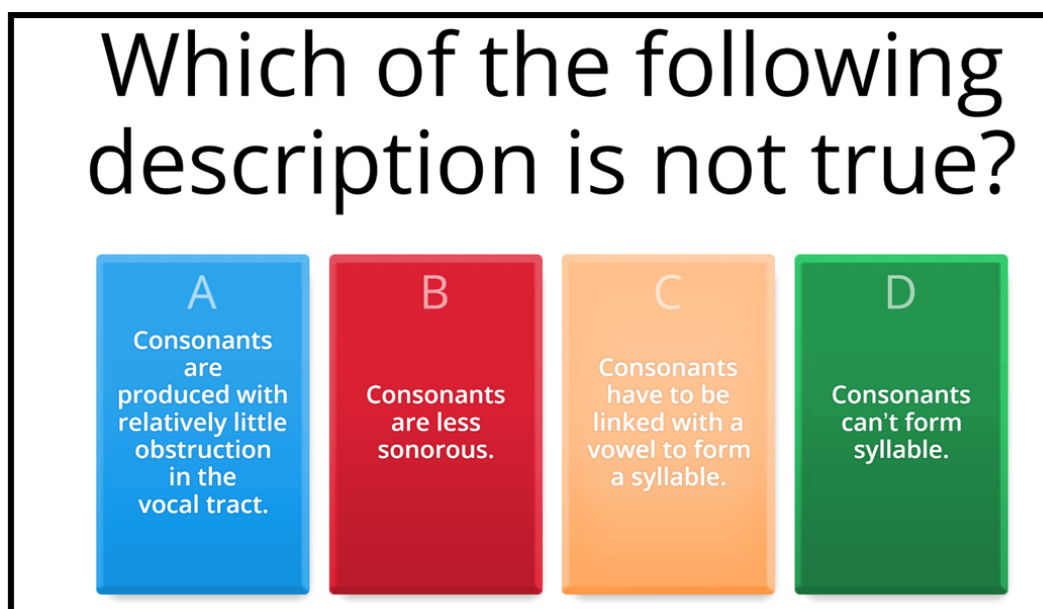 Which of the following
description is not true?
A
Consonants
are
produced with
relatively little
obstruction
in the
vocal tract.
B
Consonants
are less
sonorous.
C
Consonants
have to be
linked with a
vowel to form
a syllable.
D
Consonants
can't form
syllable.